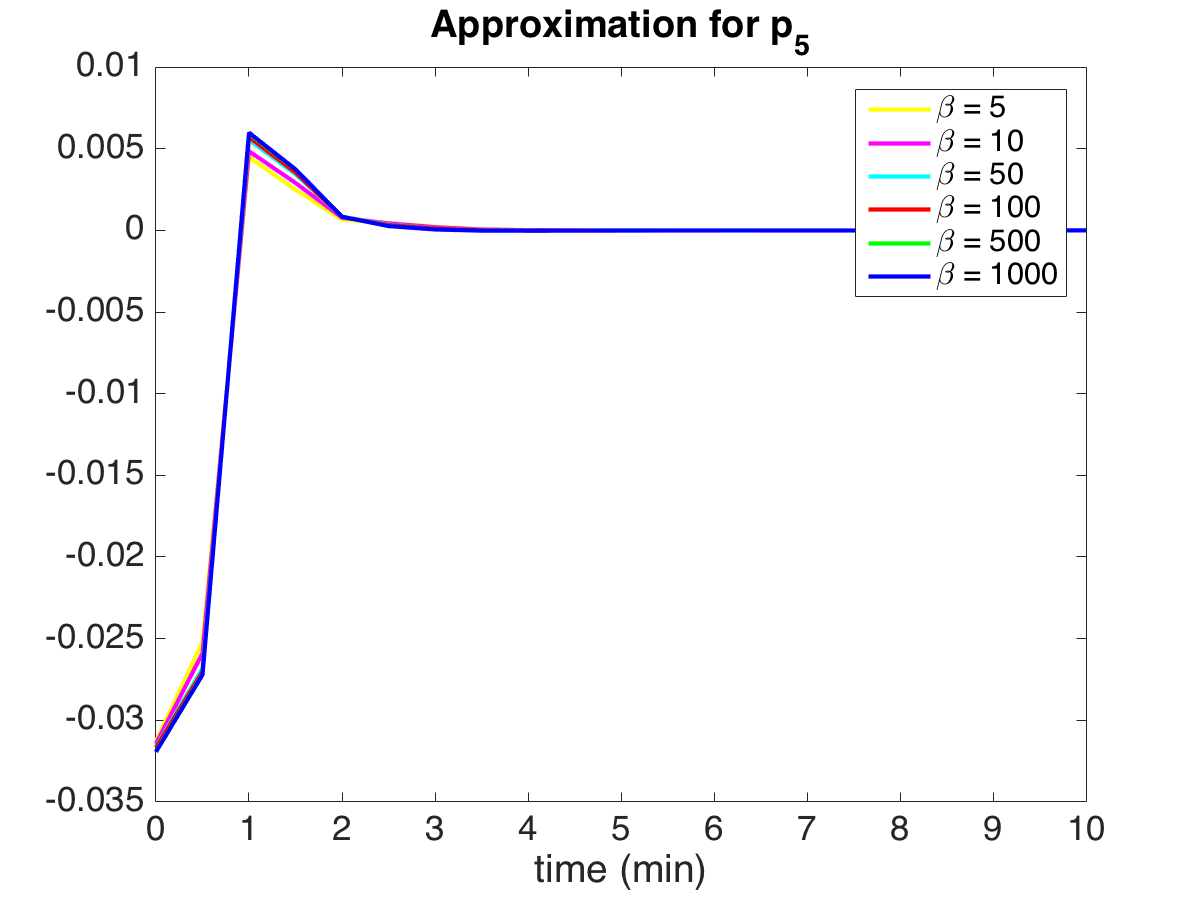 Approximation for p5
0.01
0.005
0
-0.005
-0.01
-0.015
-0.02
-0.025
-0.03
-0.035
β = 5
β = 10
β = 50
β = 100
β = 500
β = 1000
0 1 2 3 4 5 6 7 8 9 10
time (min)